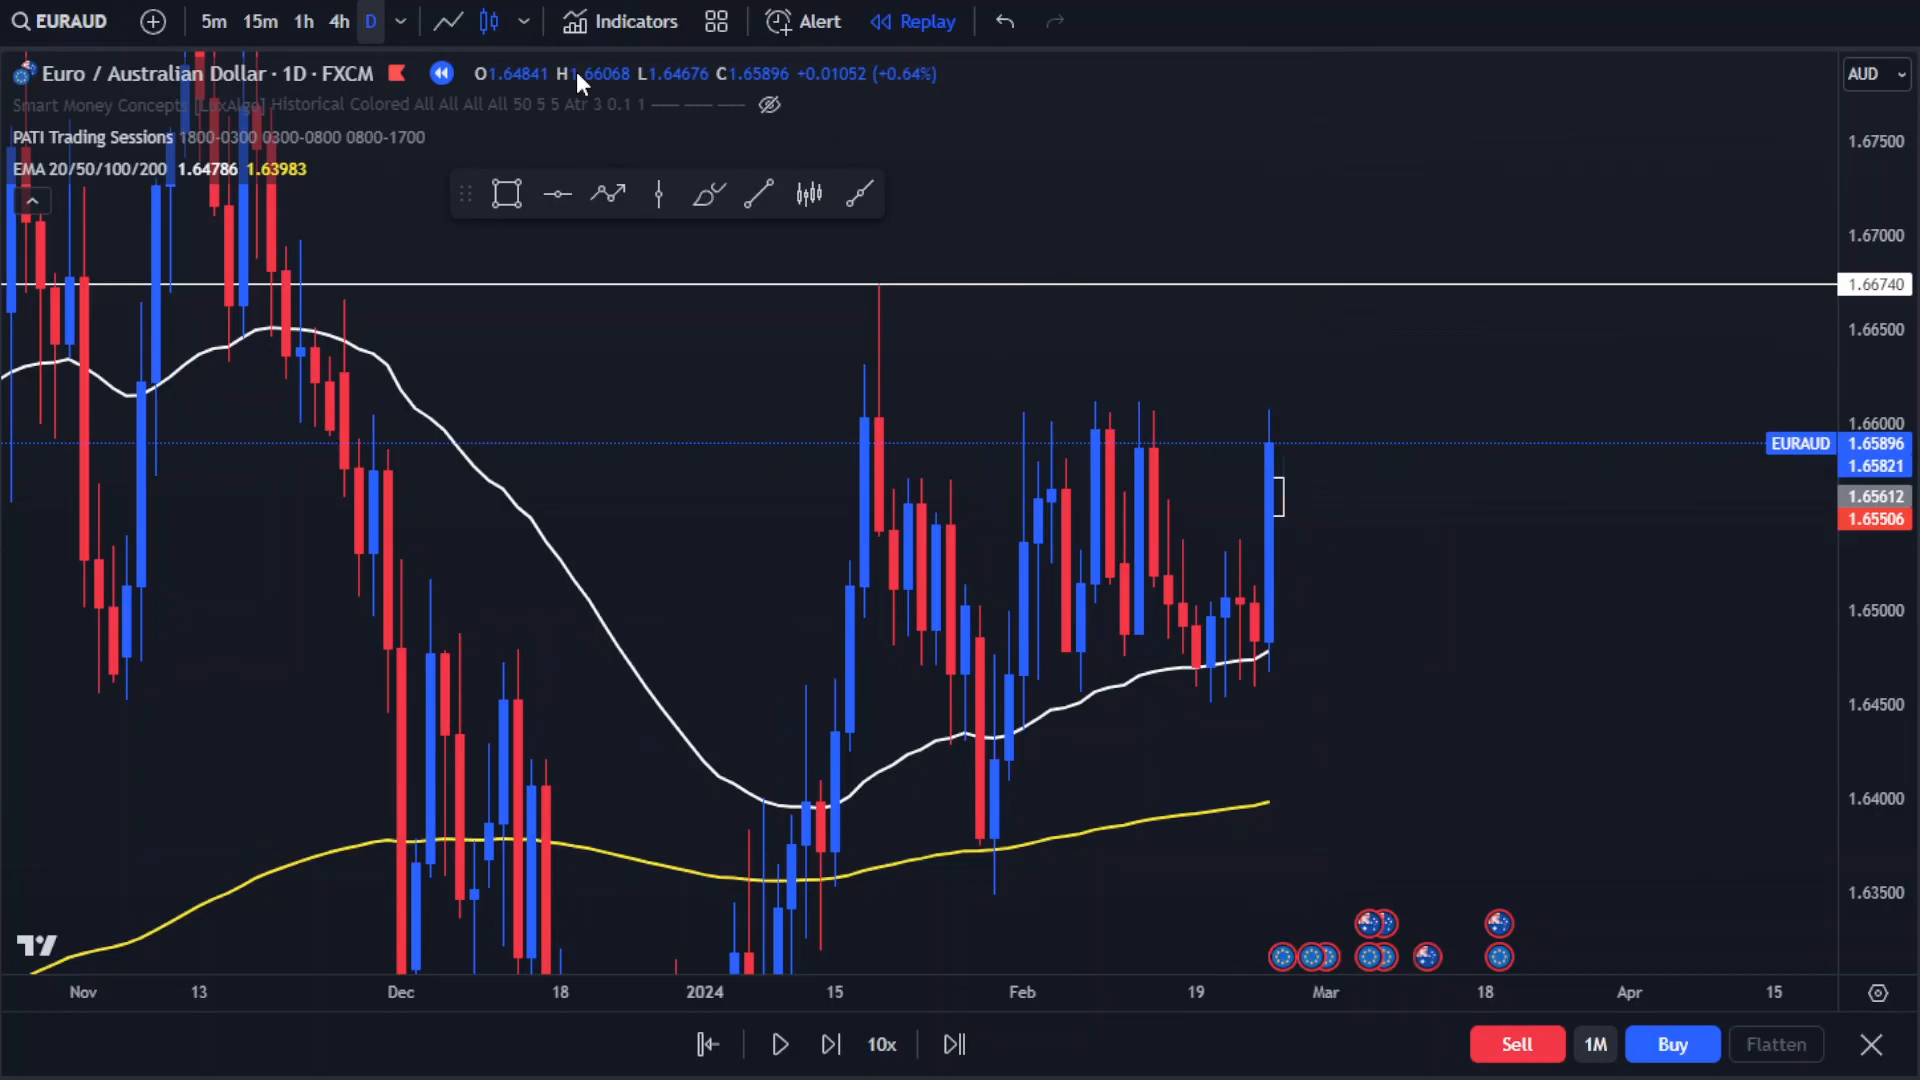 EURAUD 5m 15m 1h 4h D Indicators Alert Replay
Euro / Australian Dollar · 1D · FXCM O1.64841 H1.66068 L1.64676 C1.65896 +0.01052 (+0.64%) AUD
Smart Money Concepts [LuxAlgo] Historical Colored All All All All 50 5 5 Atr 3 0.1 1
PATI Trading Sessions 1800-0300 0300-0800 0800-1700
EMA 20/50/100/200 1.64786 1.63983
1.67500
1.67000
1.66740
1.66500
1.66000
EURAUD 1.65896
1.65821
1.65612
1.65506
1.65000
1.64500
1.64000
1.63500
Nov 13 Dec 18 2024 15 Feb 19 Mar 18 Apr 15
10x Sell 1M Buy Flatten